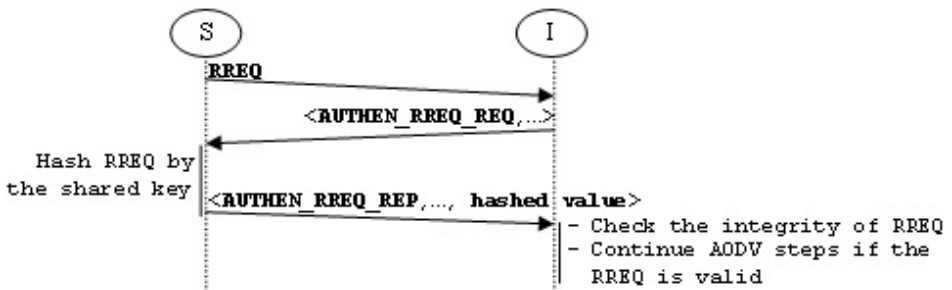 S
I
RREQ
<AUTHEN_RREQ_REQ,...>
Hash RREQ by
the shared key
<AUTHEN_RREQ_REP,..., hashed value>
- Check the integrity of RREQ
- Continue AODV steps if the
RREQ is valid